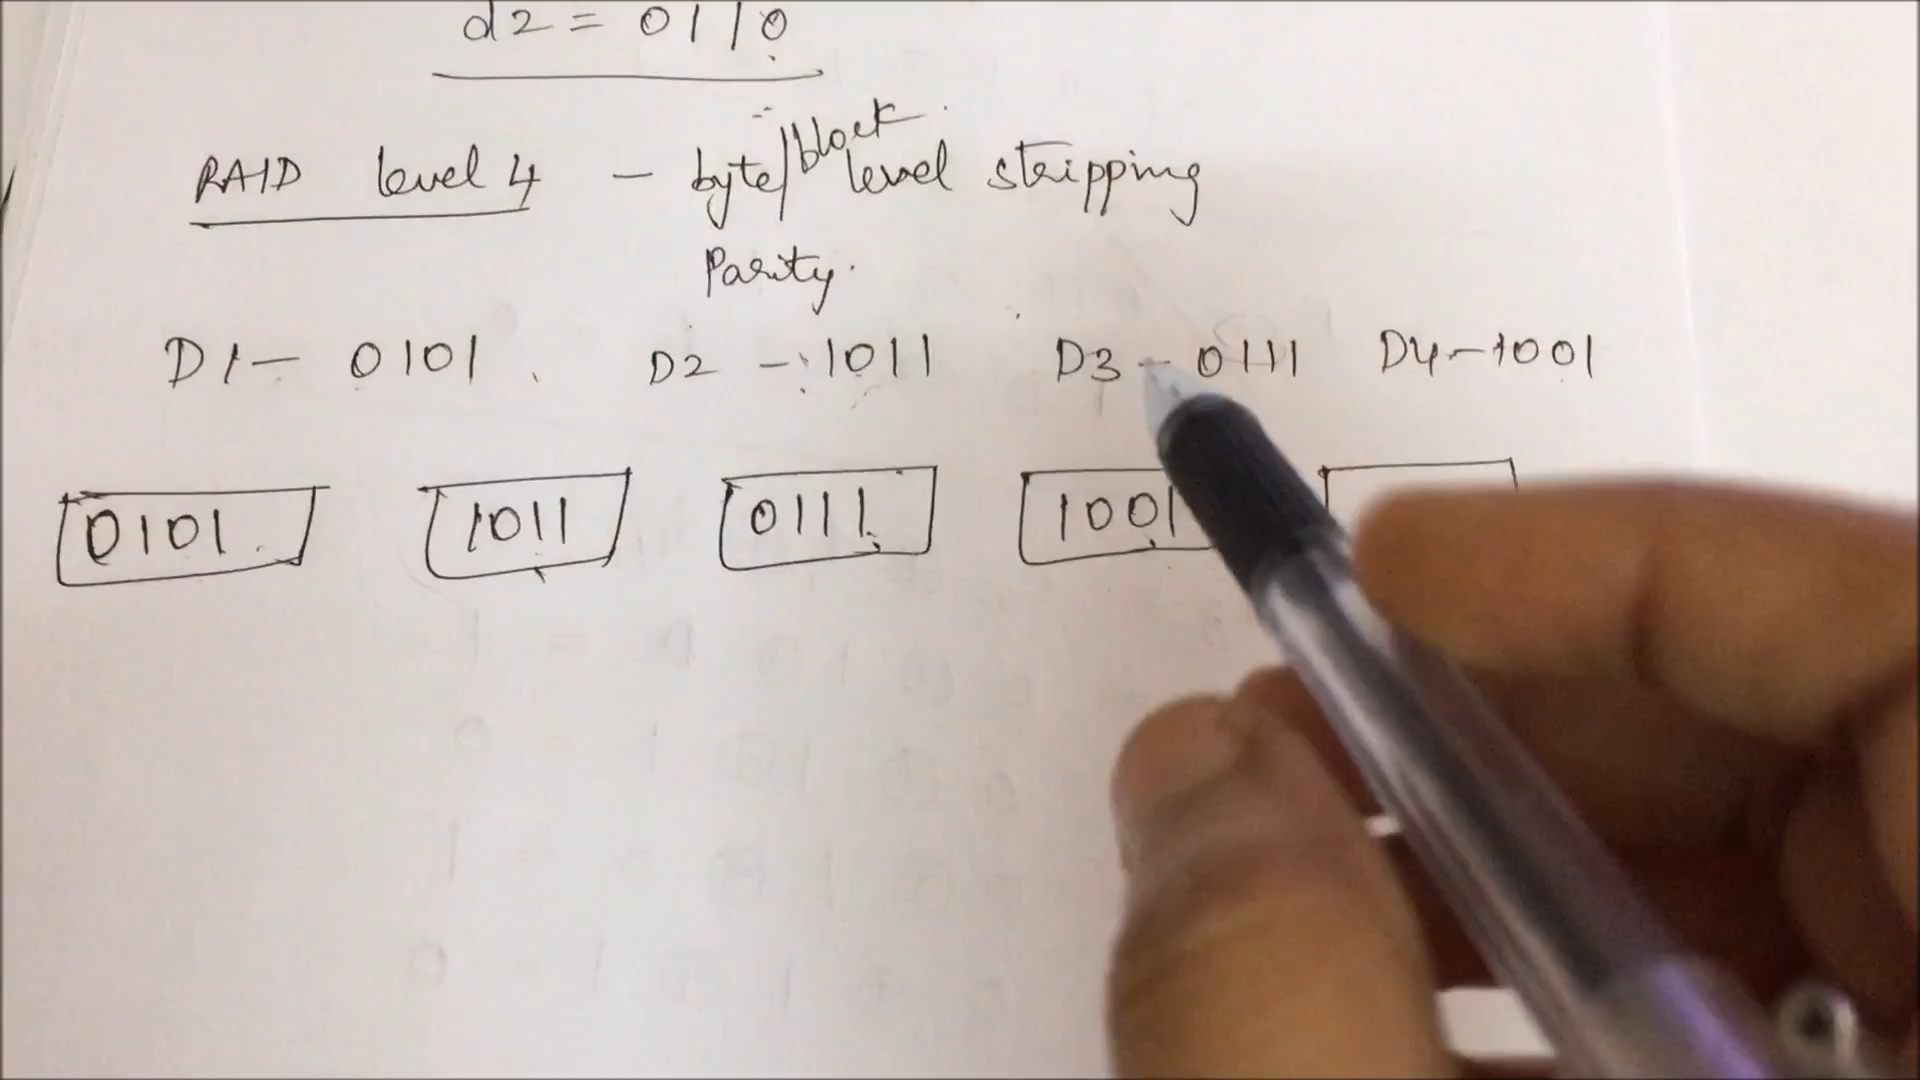 d2 = 0110
RAID level 4 - byte/block level stripping
Parity.
D1- 0101 D2 - 1011 D3 - 0111 D4-1001
0101 1011 0111 1001